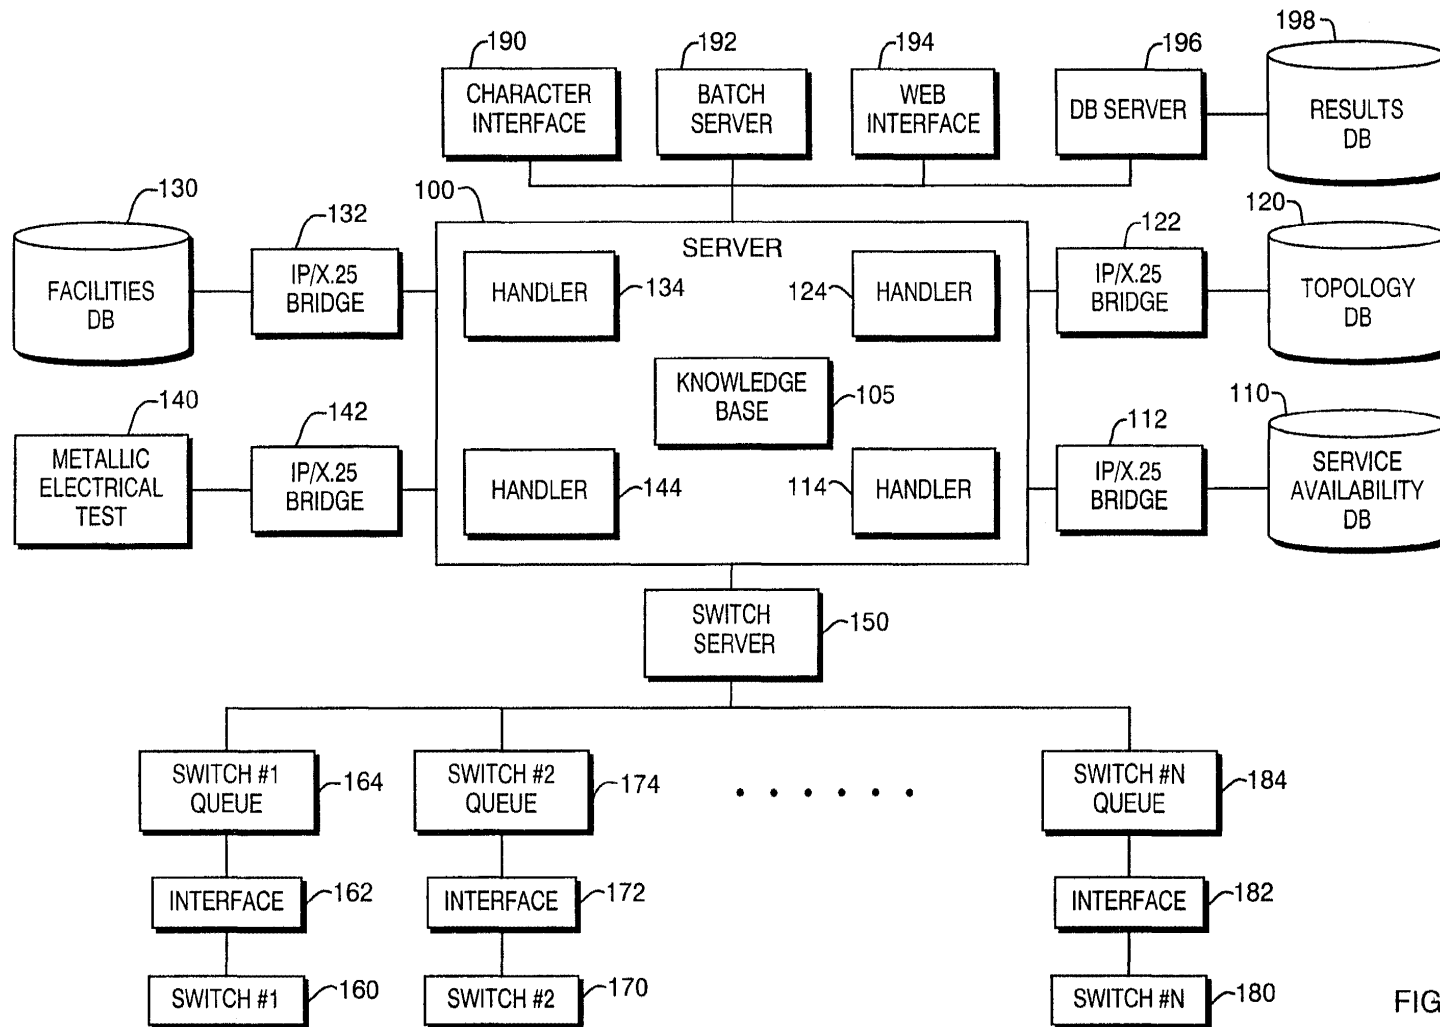 190
192
194
196
198
CHARACTER
INTERFACE
BATCH
SERVER
WEB
INTERFACE
DB SERVER
RESULTS
DB
130
132
100
122
120
SERVER
FACILITIES
DB
IP/X.25
BRIDGE
HANDLER
134
124
HANDLER
IP/X.25
BRIDGE
TOPOLOGY
DB
KNOWLEDGE
BASE
105
140
142
112
110
METALLIC
ELECTRICAL
TEST
IP/X.25
BRIDGE
HANDLER
144
114
HANDLER
IP/X.25
BRIDGE
SERVICE
AVAILABILITY
DB
SWITCH
SERVER
150
SWITCH #1
QUEUE
164
SWITCH #2
QUEUE
174
......
SWITCH #N
QUEUE
184
INTERFACE
162
INTERFACE
172
INTERFACE
182
SWITCH #1
160
SWITCH #2
170
SWITCH #N
180
FIG